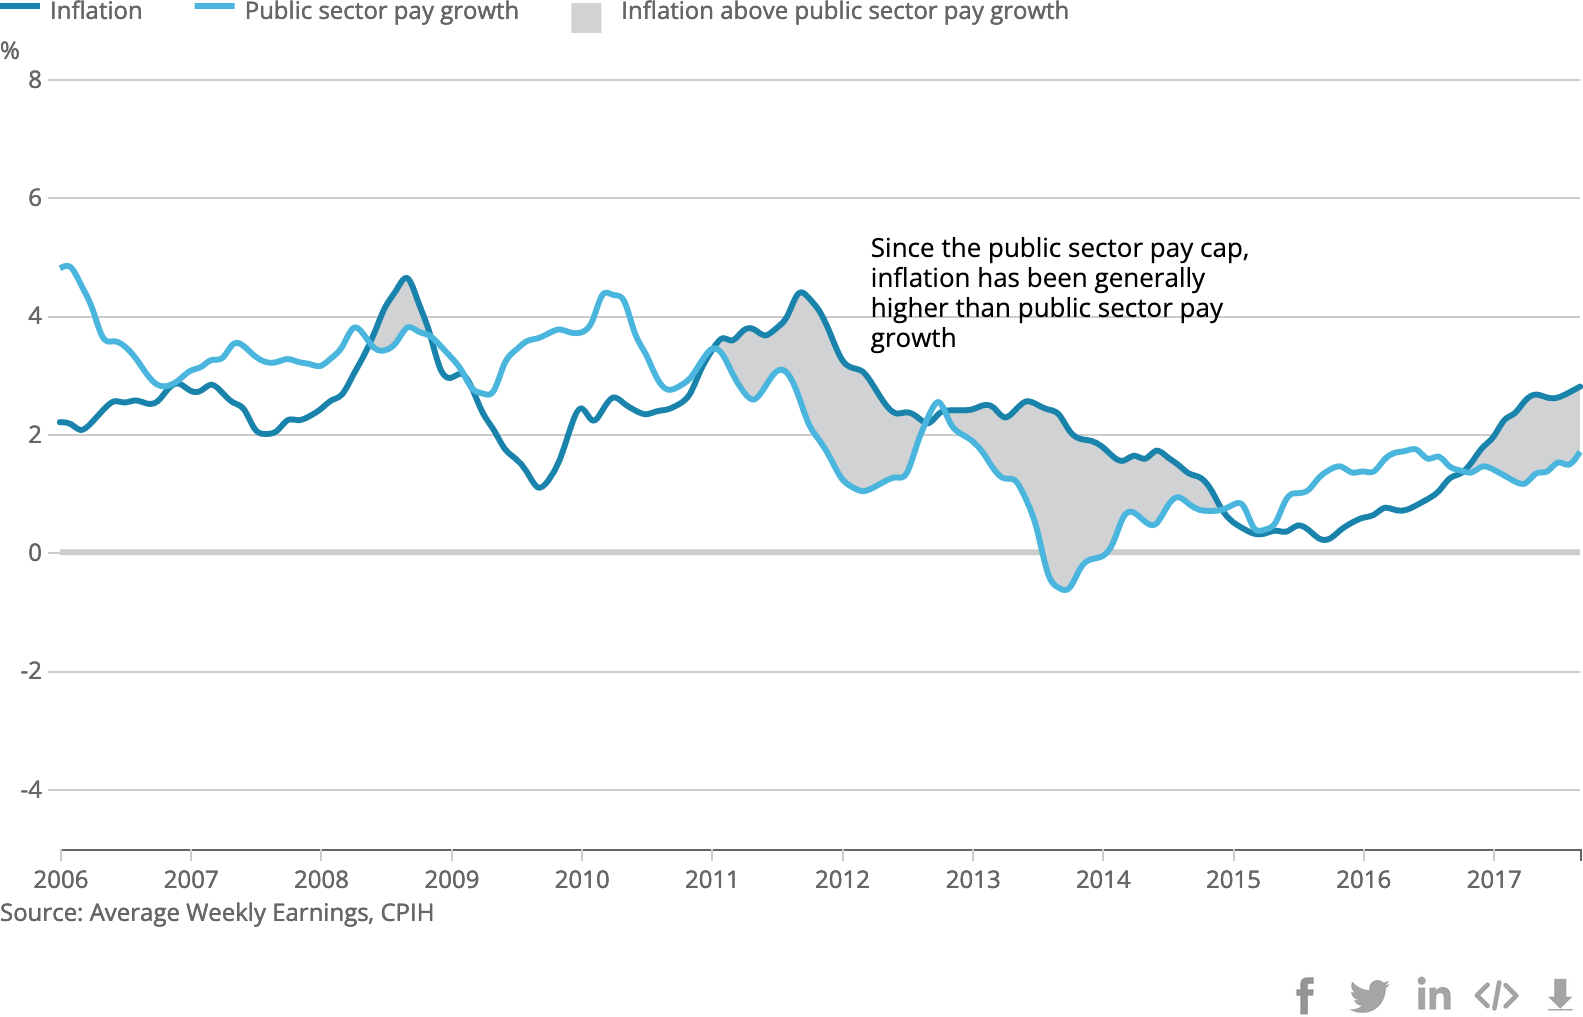 Inflation Public sector pay growth Inflation above public sector pay growth
%
8
6
Since the public sector pay cap,
inflation has been generally
higher than public sector pay
growth
4
2
0
-2
-4
2006 2007 2008 2009 2010 2011 2012 2013 2014 2015 2016 2017
Source: Average Weekly Earnings, CPIH
f in </>